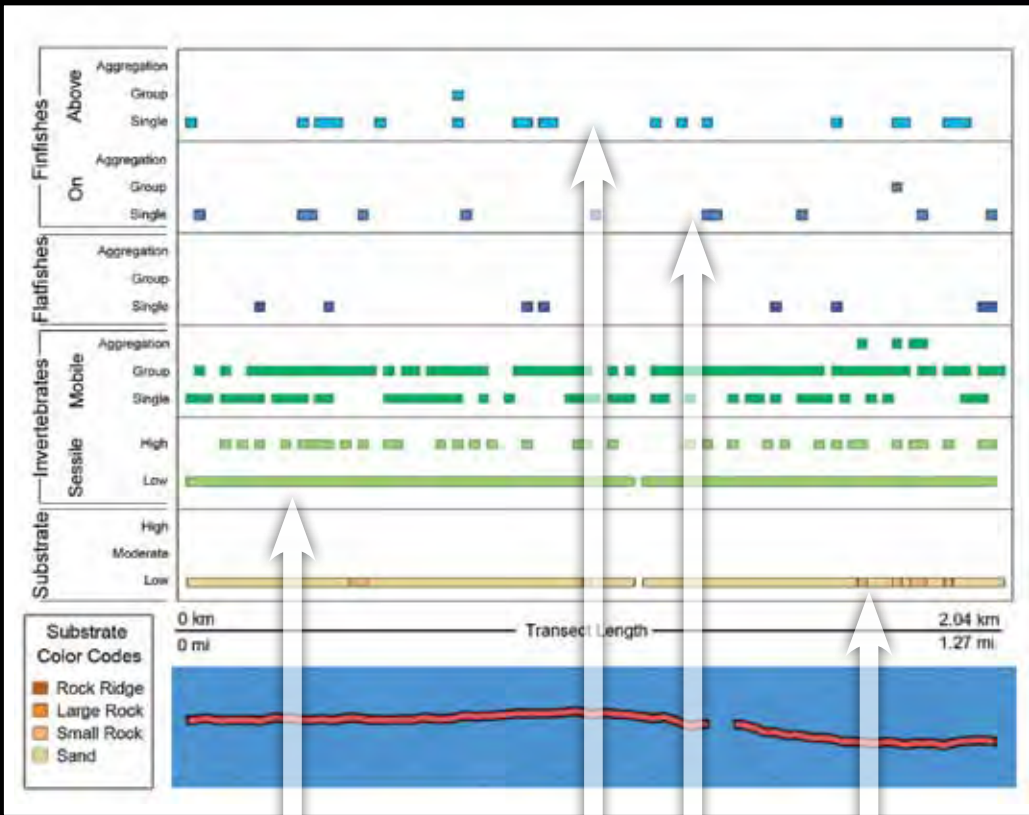 Finfishes
Above
Aggregation
Group
Single
On
Aggregation
Group
Single
Flatfishes
Aggregation
Group
Single
Invertebrates
Mobile
Aggregation
Group
Single
Sessile
High
Low
Substrate
High
Moderate
Low
0 km
2.04 km
Transect Length
0 mi
1.27 mi
Substrate
Color Codes
Rock Ridge
Large Rock
Small Rock
Sand